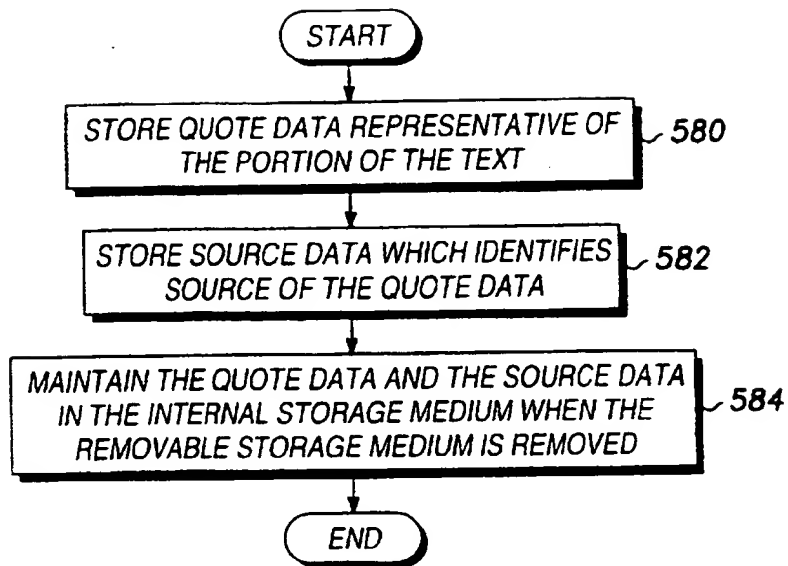 START
STORE QUOTE DATA REPRESENTATIVE OF
THE PORTION OF THE TEXT
580
STORE SOURCE DATA WHICH IDENTIFIES
SOURCE OF THE QUOTE DATA
582
MAINTAIN THE QUOTE DATA AND THE SOURCE DATA
IN THE INTERNAL STORAGE MEDIUM WHEN THE
REMOVABLE STORAGE MEDIUM IS REMOVED
584
END